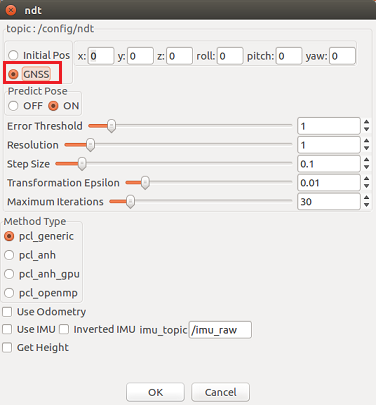 ndt
topic : /config/ndt
Initial Pos x: 0 y: 0 z: 0 roll: 0 pitch: 0 yaw: 0
GNSS
Predict Pose
OFF ON
Error Threshold 1
Resolution 1
Step Size 0.1
Transformation Epsilon 0.01
Maximum Iterations 30
Method Type
pcl_generic
pcl_anh
pcl_anh_gpu
pcl_openmp
Use Odometry
Use IMU Inverted IMU imu_topic /imu_raw
Get Height
OK Cancel